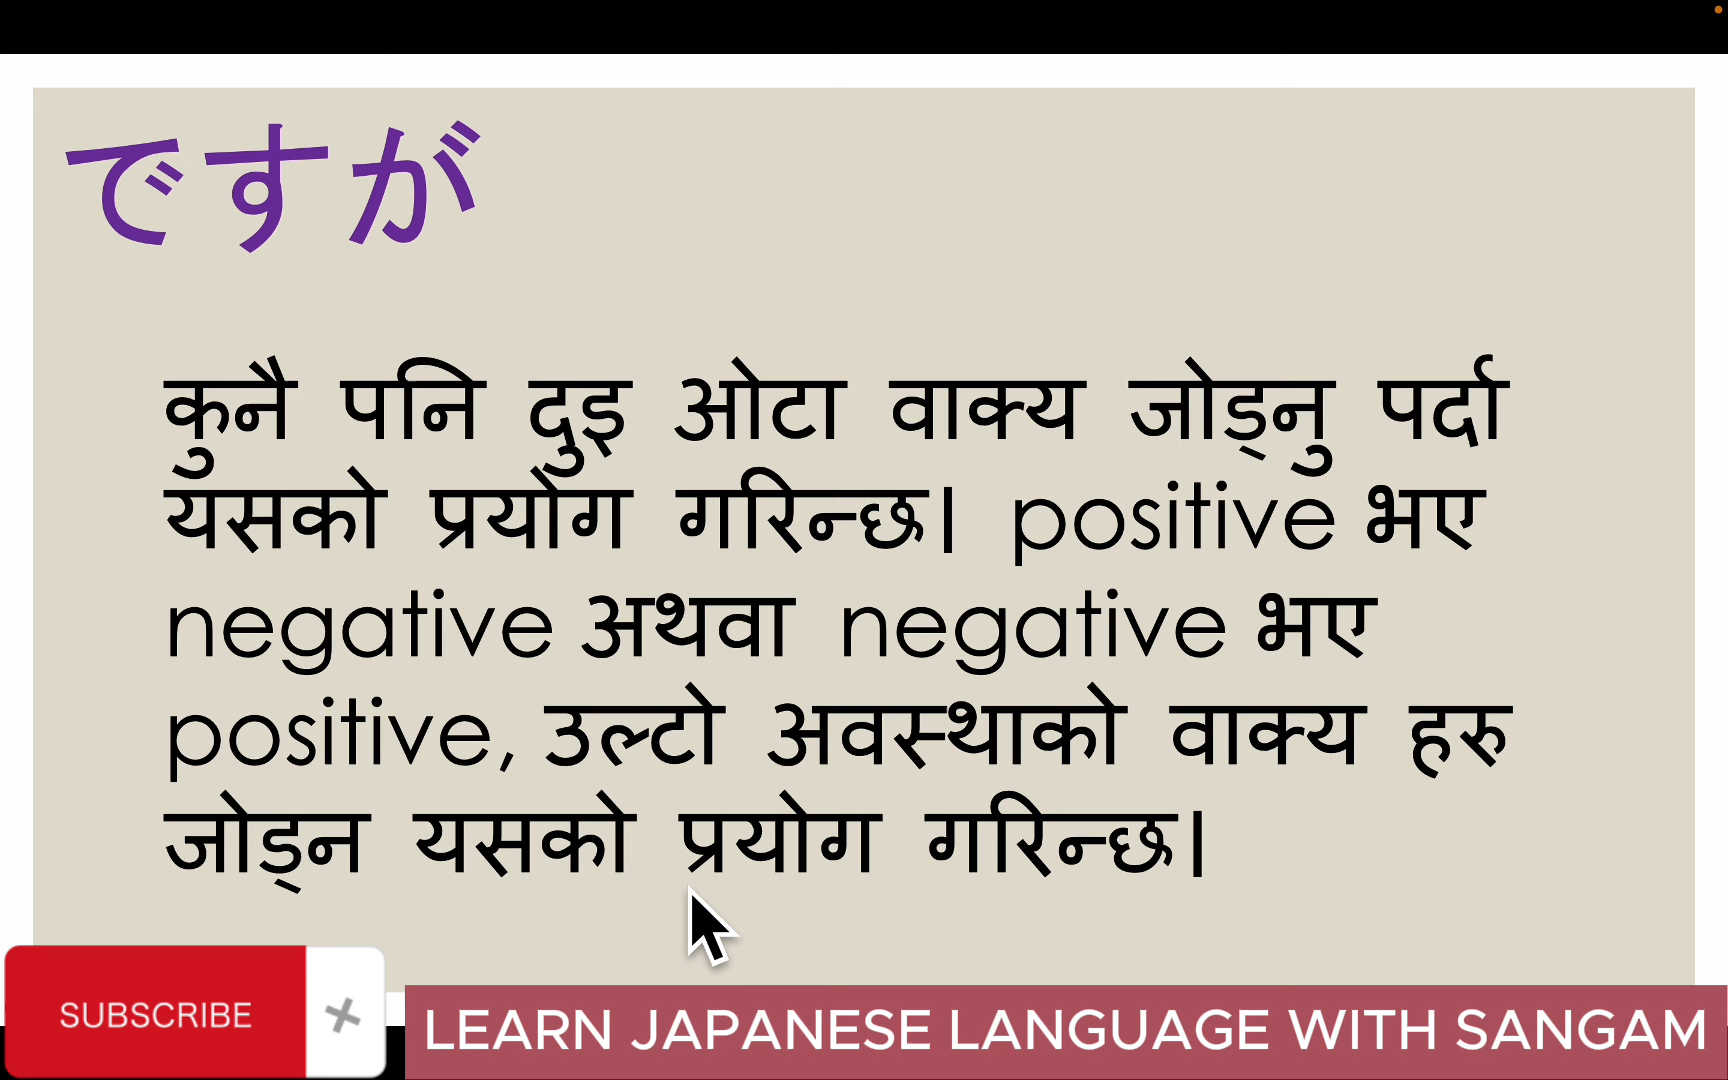 ですが
कुनै पनि दुइ ओटा वाक्य जोड्नु पर्दा
यसको प्रयोग गरिन्छ। positive भए
negative अथवा negative भए
positive, उल्टो अवस्थाको वाक्य हरु
जोड्न यसको प्रयोग गरिन्छ।
SUBSCRIBE
LEARN JAPANESE LANGUAGE WITH SANGAM